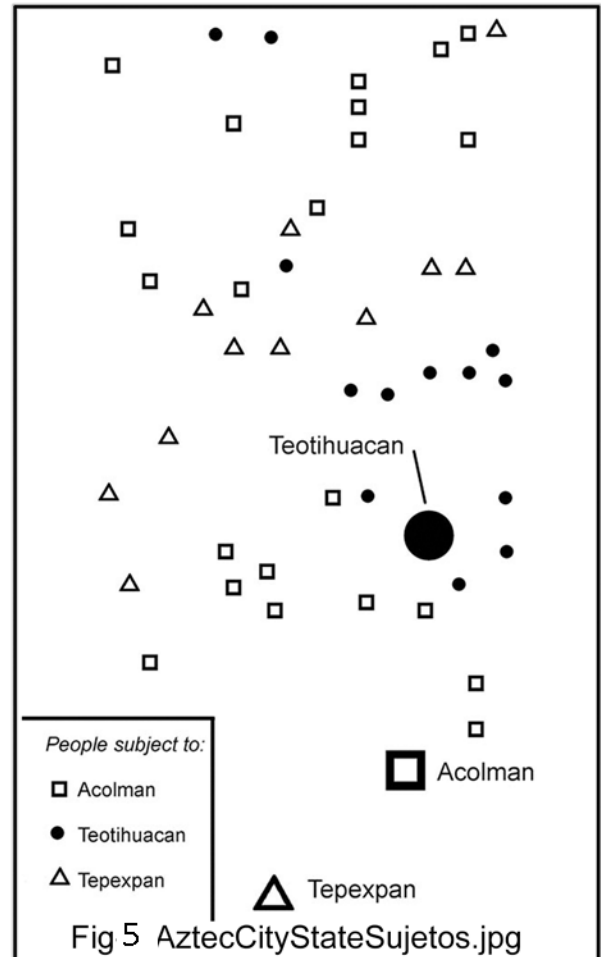 Teotihuacan
People subject to:
Acolman
Teotihuacan
Tepexpan
Acolman
Tepexpan
Fig 5 AztecCityStateSujetos.jpg